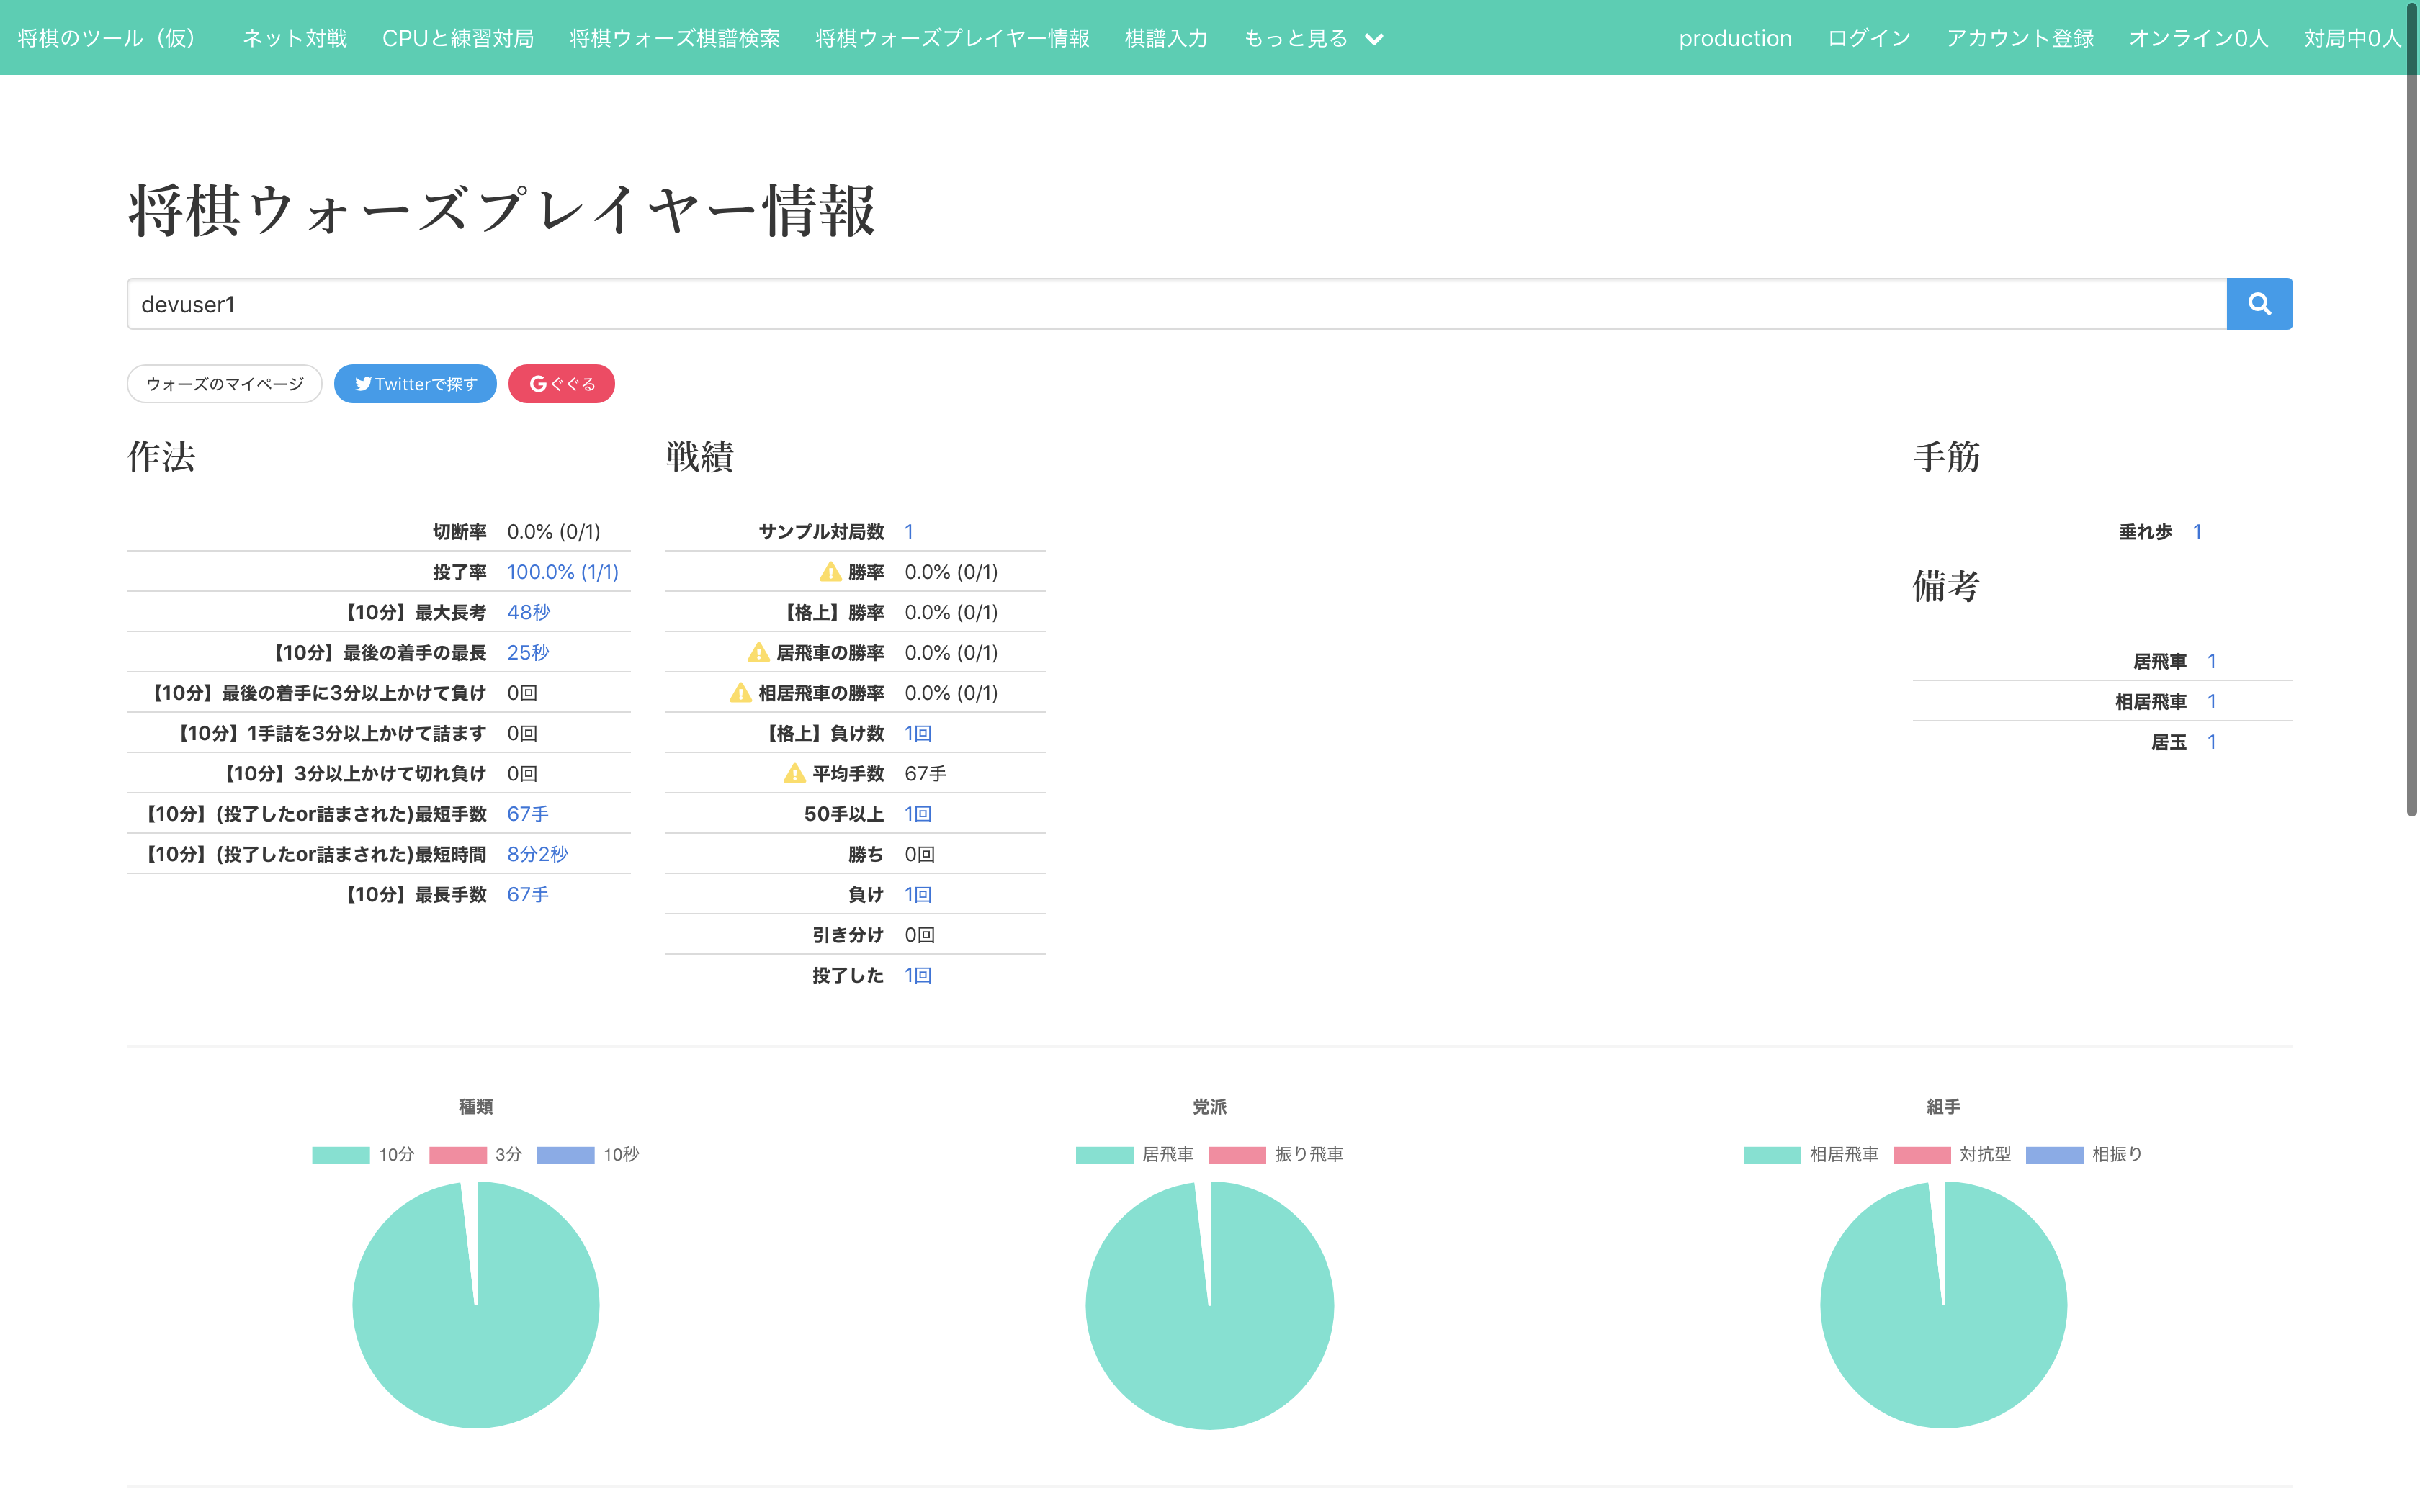 将棋のツール（仮） ネット対戦 CPUと練習対局 将棋ウォーズ棋譜検索 将棋ウォーズプレイヤー情報 棋譜入力 もっと見る production ログイン アカウント登録 オンライン0人 対局中0人
将棋ウォーズプレイヤー情報
devuser1
ウォーズのマイページ Twitterで探す ぐぐる
作法
切断率 0.0% (0/1)
投了率 100.0% (1/1)
【10分】最大長考 48秒
【10分】最後の着手の最長 25秒
【10分】最後の着手に3分以上かけて負け 0回
【10分】1手詰を3分以上かけて詰ます 0回
【10分】3分以上かけて切れ負け 0回
【10分】(投了したor詰まされた)最短手数 67手
【10分】(投了したor詰まされた)最短時間 8分2秒
【10分】最長手数 67手
戦績
サンプル対局数 1
勝率 0.0% (0/1)
【格上】勝率 0.0% (0/1)
居飛車の勝率 0.0% (0/1)
相居飛車の勝率 0.0% (0/1)
【格上】負け数 1回
平均手数 67手
50手以上 1回
勝ち 0回
負け 1回
引き分け 0回
投了した 1回
手筋
垂れ歩 1
備考
居飛車 1
相居飛車 1
居玉 1
種類
10分 3分 10秒
党派
居飛車 振り飛車
組手
相居飛車 対抗型 相振り